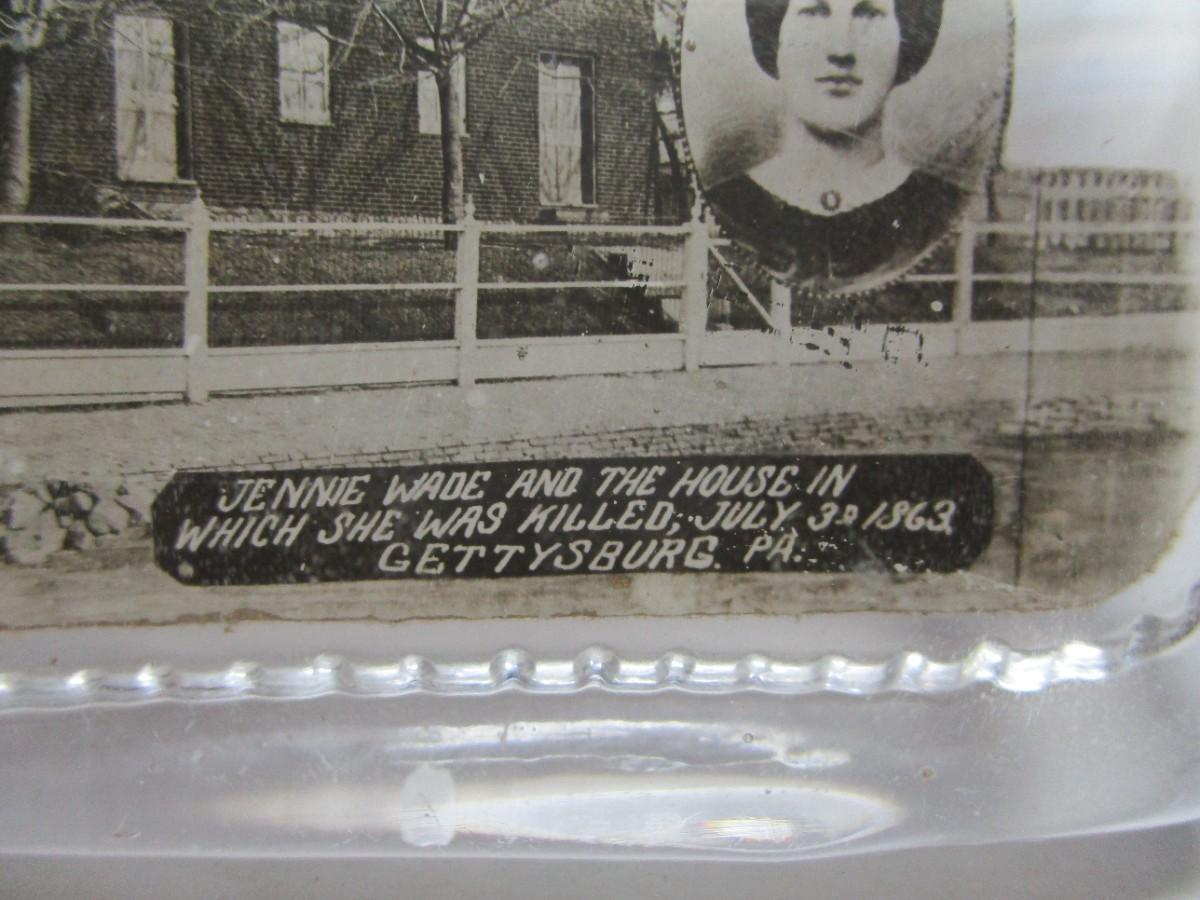 JENNIE WADE AND THE HOUSE IN
WHICH SHE WAS KILLED, JULY 3D 1863,
GETTYSBURG. PA.